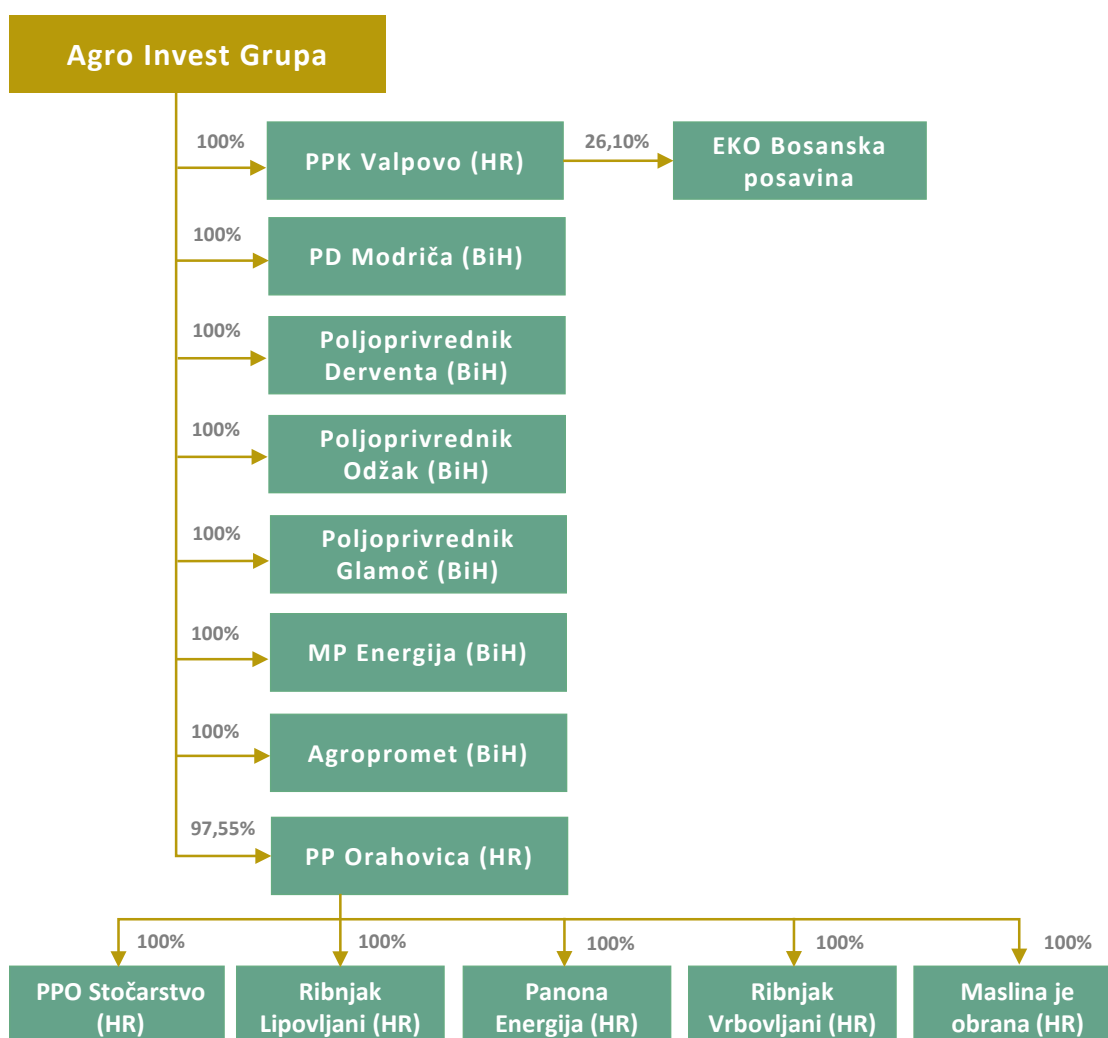 Agro Invest Grupa
100%
PPK Valpovo (HR)
26,10%
EKO Bosanska
posavina
100%
PD Modriča (BiH)
100%
Poljoprivrednik
Derventa (BiH)
100%
Poljoprivrednik
Odžak (BiH)
100%
Poljoprivrednik
Glamoč (BiH)
100%
MP Energija (BiH)
100%
Agropromet (BiH)
97,55%
PP Orahovica (HR)
100%
PPO Stočarstvo
(HR)
100%
Ribnjak
Lipovljani (HR)
100%
Panona
Energija (HR)
100%
Ribnjak
Vrbovljani (HR)
100%
Maslina je
obrana (HR)